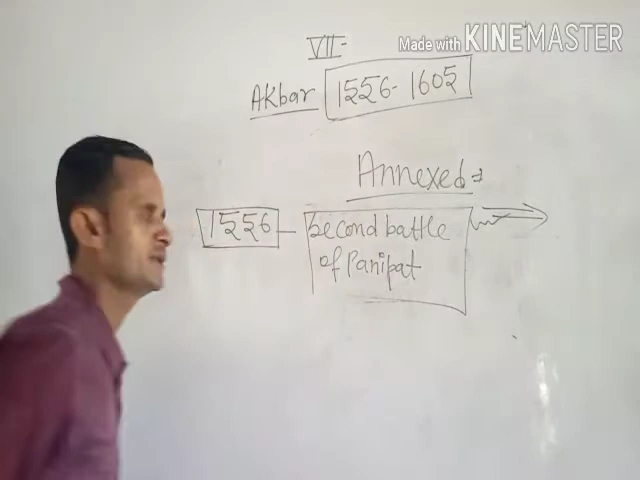 VII-
Made with KINEMASTER
Akbar 1556- 1605
Annexed
1556 - Second battle
of Panipat